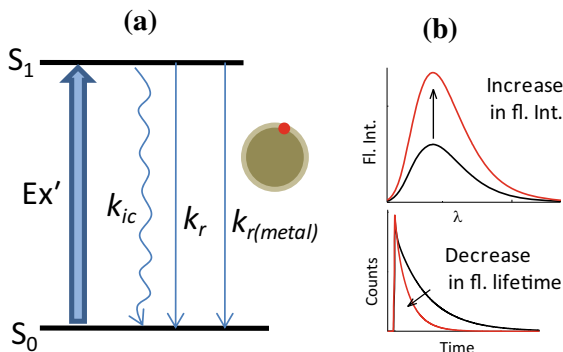 (a)
S₁
Ex′
k_ic
k_r
k_r(metal)
S₀
(b)
Increase
in fl. Int.
Fl. Int.
λ
Decrease
in fl. lifetime
Counts
Time